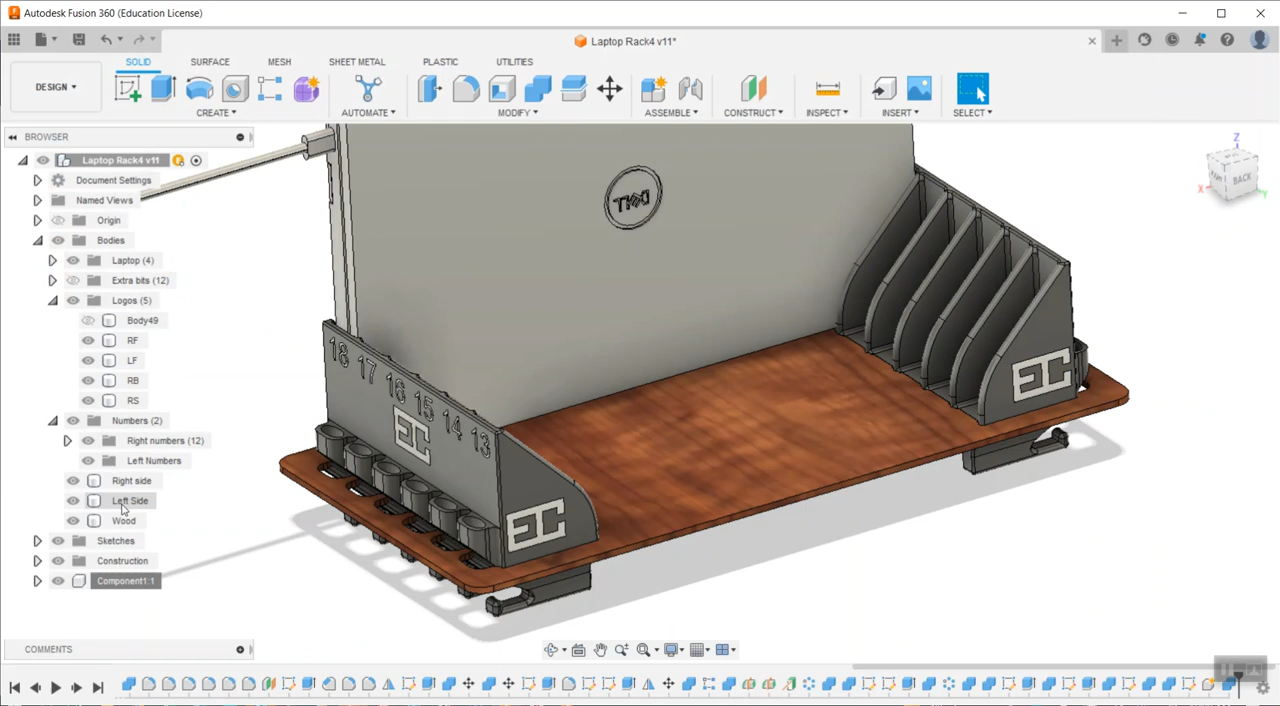 Autodesk Fusion 360 (Education License)
Laptop Rack4 v11*
DESIGN
SOLID
SURFACE
MESH
SHEET METAL
PLASTIC
UTILITIES
CREATE
AUTOMATE
MODIFY
ASSEMBLE
CONSTRUCT
INSPECT
INSERT
SELECT
BROWSER
Laptop Rack4 v11
Document Settings
Named Views
Origin
Bodies
Laptop (4)
Extra bits (12)
Logos (5)
Body49
RF
LF
RB
RS
Numbers (2)
Right numbers (12)
Left Numbers
Right side
Left Side
Wood
Sketches
Construction
Component1:1
COMMENTS
18 17 16 15 14 13
EC
EC
EC
Z
BACK
X
Y